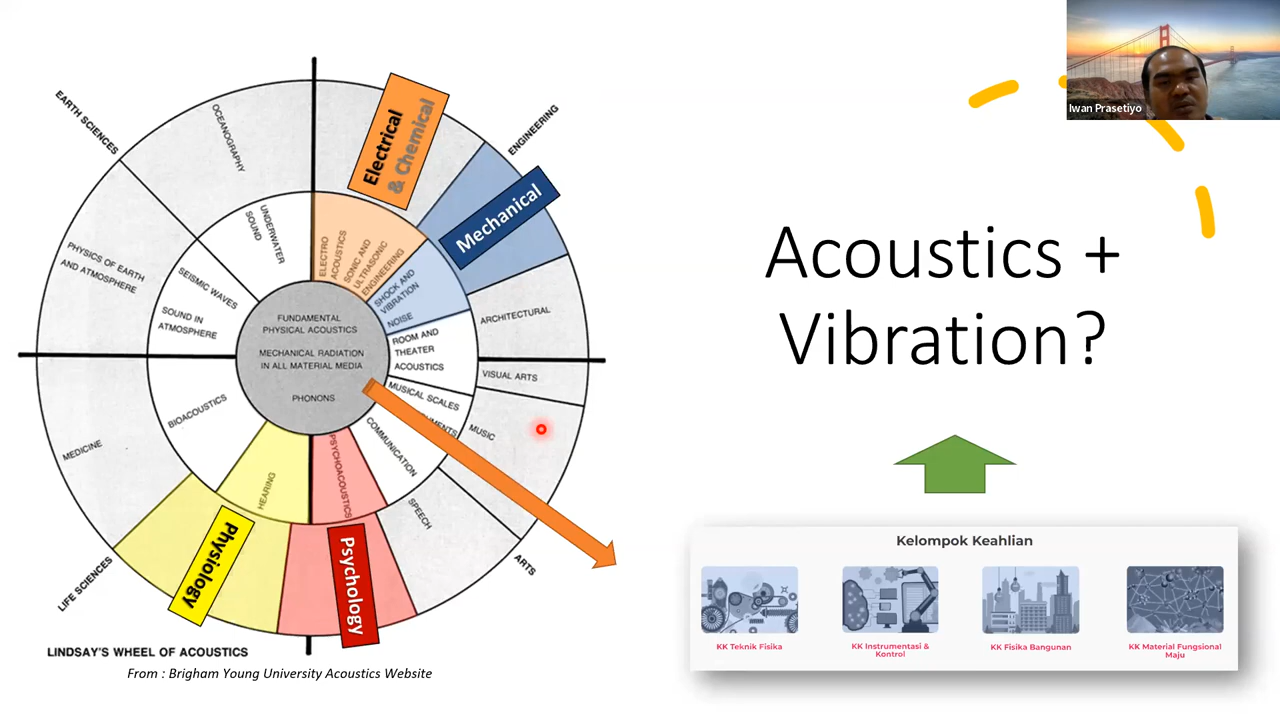 EARTH SCIENCES
OCEANOGRAPHY
Electrical
& Chemical
ENGINEERING
Mechanical
PHYSICS OF EARTH
AND ATMOSPHERE
SEISMIC WAVES
SOUND IN
ATMOSPHERE
UNDERWATER
SOUND
ELECTRO
ACOUSTICS
SONIC AND
ULTRASONIC
ENGINEERING
SHOCK AND
VIBRATION
NOISE
ARCHITECTURAL
ROOM AND
THEATER
ACOUSTICS
VISUAL ARTS
MUSICAL SCALES
MUSIC
FUNDAMENTAL
PHYSICAL ACOUSTICS
MECHANICAL RADIATION
IN ALL MATERIAL MEDIA
PHONONS
BIOACOUSTICS
MEDICINE
HEARING
PSYCHOACOUSTICS
COMMUNICATION
SPEECH
Physiology
Psychology
LIFE SCIENCES
ARTS
LINDSAY'S WHEEL OF ACOUSTICS
From : Brigham Young University Acoustics Website
Iwan Prasetiyo
Acoustics +
Vibration?
Kelompok Keahlian
KK Teknik Fisika
KK Instrumentasi &
Kontrol
KK Fisika Bangunan
KK Material Fungsional
Maju